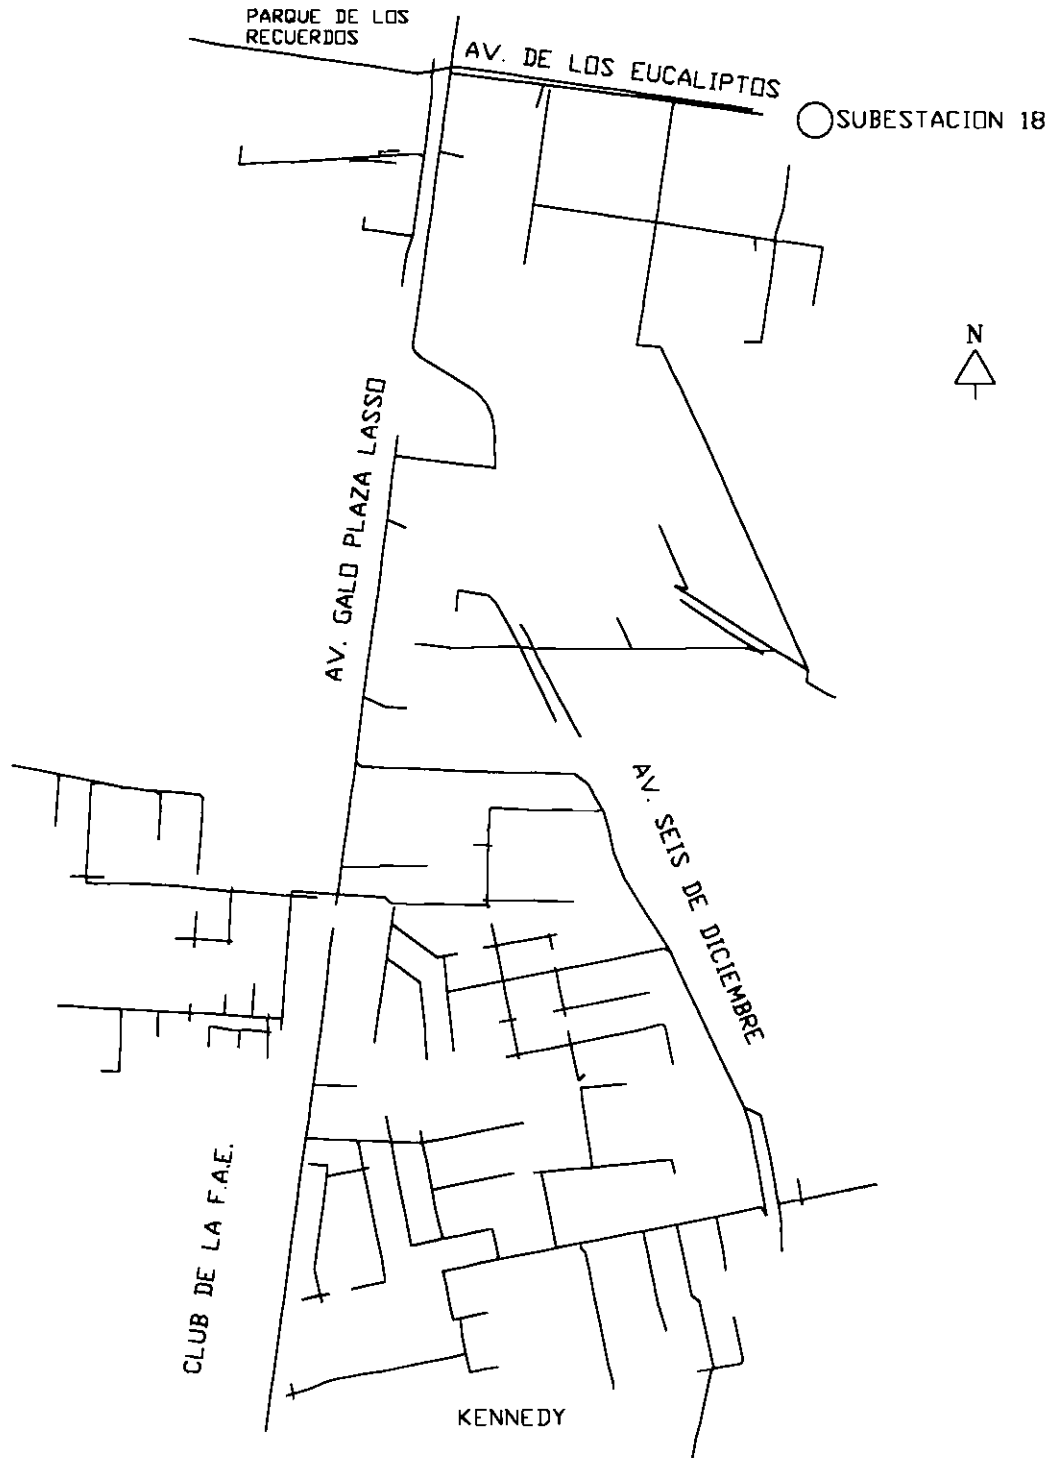 PARQUE DE LOS
RECUERDOS
AV. DE LOS EUCALIPTOS
SUBESTACION 18
N
AV. GALO PLAZA LASSO
AV. SEIS DE DICIEMBRE
CLUB DE LA F.A.E.
KENNEDY